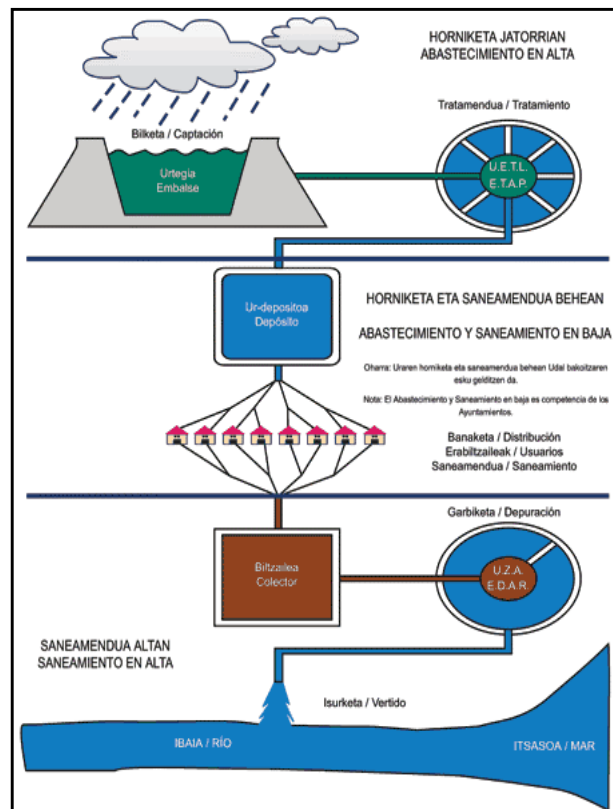 HORNIKETA JATORRIAN
ABASTECIMIENTO EN ALTA
Bilketa / Captación
Tratamendua / Tratamiento
Urtegia
Embalse
U.E.T.L.
E.T.A.P.
Ur-depositoa
Depósito
HORNIKETA ETA SANEAMENDUA BEHEAN
ABASTECIMIENTO Y SANEAMIENTO EN BAJA
Oharra: Uraren horniketa eta saneamendua behean Udal bakoitzaren
esku gelditzen da.
Nota: El Abastecimiento y Saneamiento en baja es competencia de los
Ayuntamientos.
Banaketa / Distribución
Erabiltzaileak / Usuarios
Saneamendua / Saneamiento
Garbiketa / Depuración
Biltzailea
Colector
U.Z.A.
E.D.A.R.
SANEAMENDUA ALTAN
SANEAMIENTO EN ALTA
Isurketa / Vertido
IBAIA / RÍO
ITSASOA / MAR